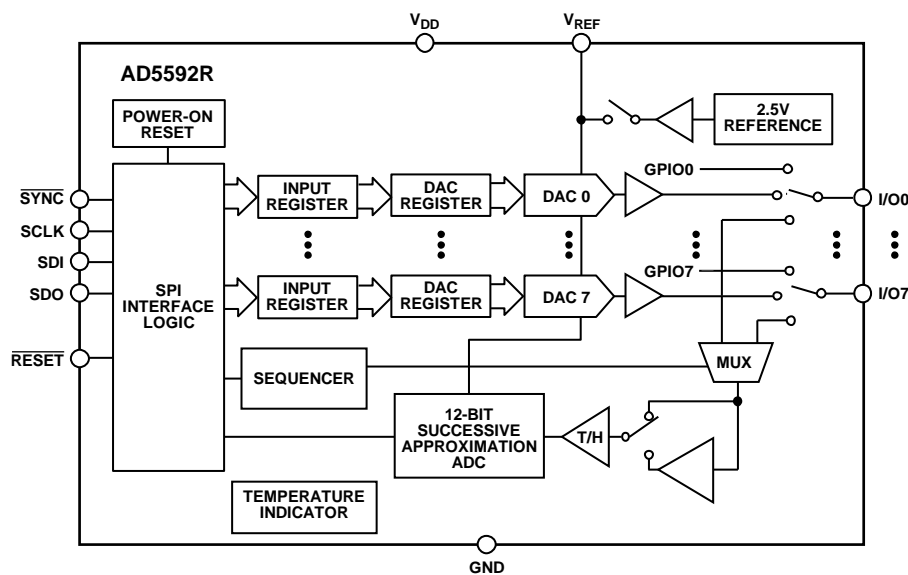 VDD
VREF
AD5592R
POWER-ON
RESET
2.5V
REFERENCE
SYNC
SCLK
SDI
SDO
RESET
SPI
INTERFACE
LOGIC
INPUT
REGISTER
DAC
REGISTER
DAC 0
GPIO0
I/O0
INPUT
REGISTER
DAC
REGISTER
DAC 7
GPIO7
I/O7
SEQUENCER
MUX
12-BIT
SUCCESSIVE
APPROXIMATION
ADC
T/H
TEMPERATURE
INDICATOR
GND